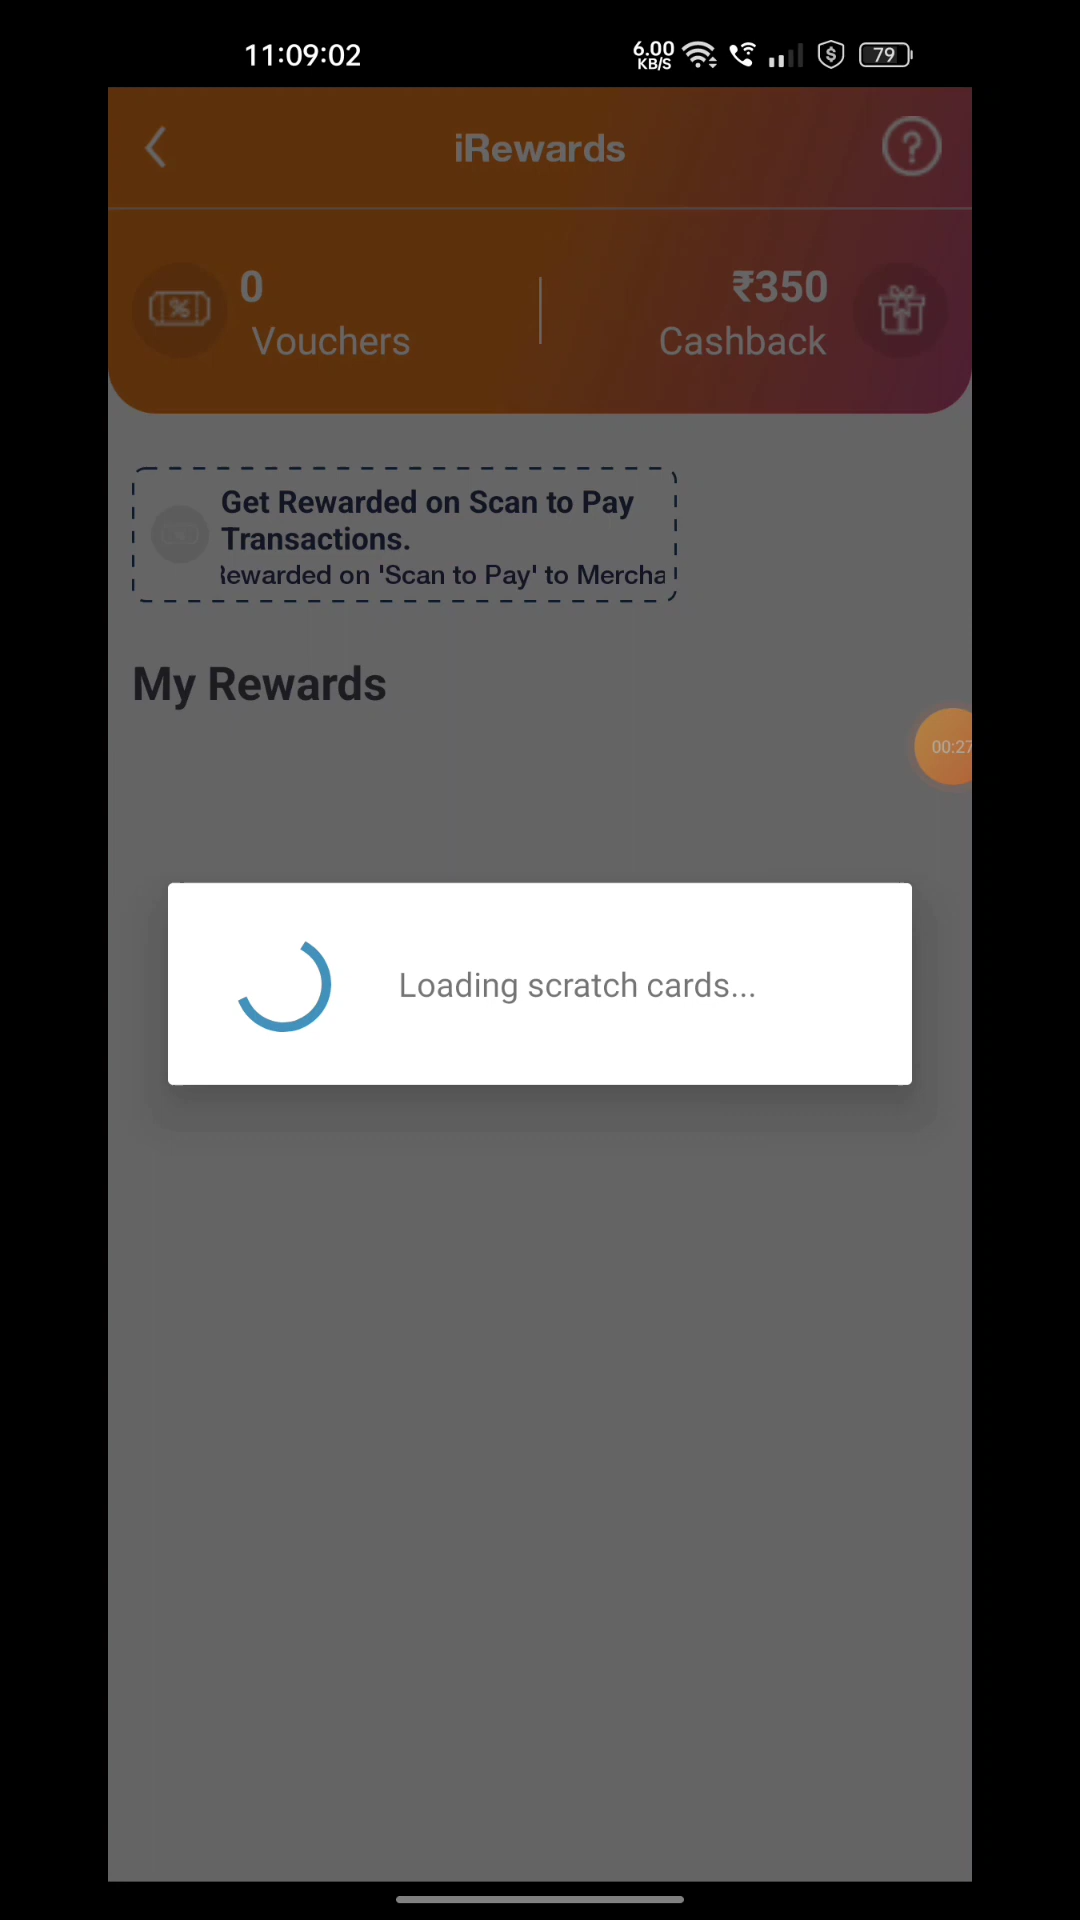 11:09:02
6.00
KB/S
79
iRewards
?
0
Vouchers
₹350
Cashback
Get Rewarded on Scan to Pay
Transactions.
Rewarded on 'Scan to Pay' to Mercha
My Rewards
00:27
Loading scratch cards...